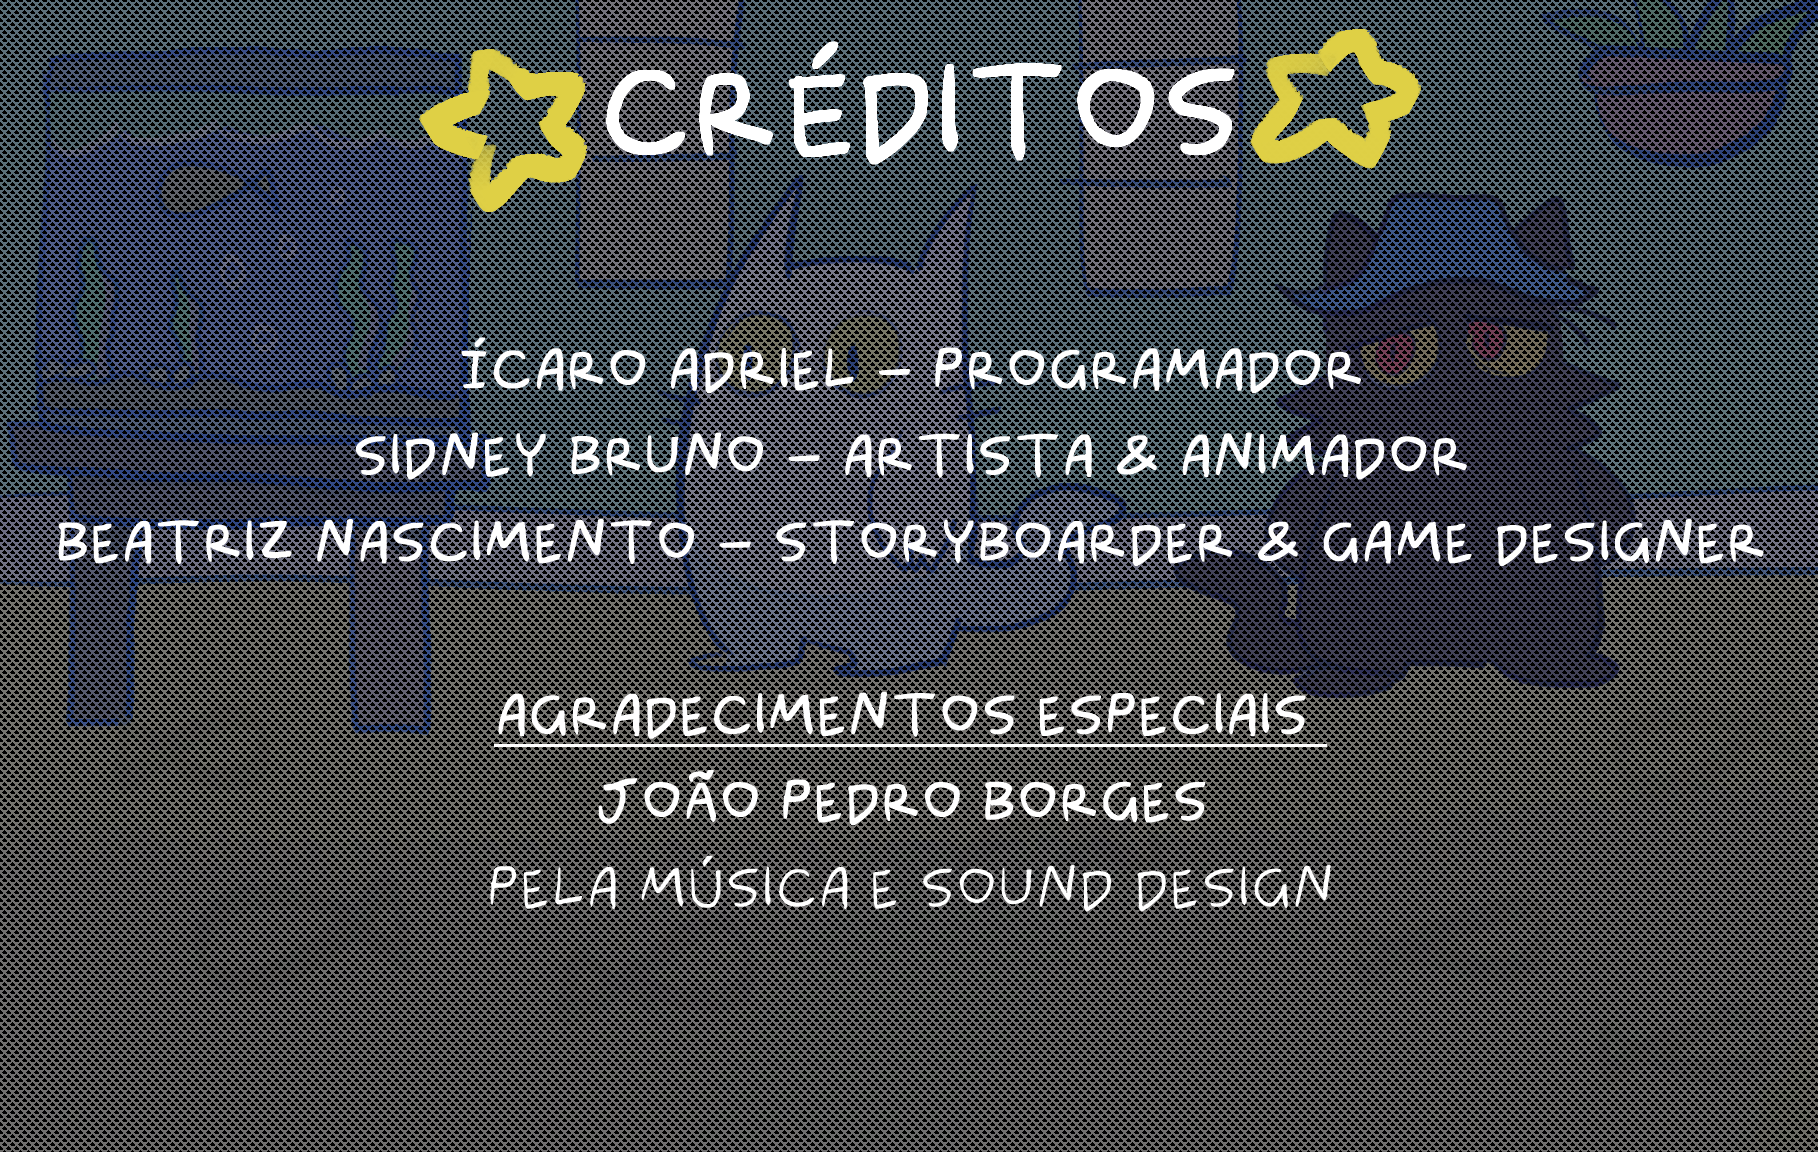 CRÉDITOS
ÍCARO ADRIEL – PROGRAMADOR
SIDNEY BRUNO – ARTISTA & ANIMADOR
BEATRIZ NASCIMENTO – STORYBOARDER & GAME DESIGNER
AGRADECIMENTOS ESPECIAIS
JOÃO PEDRO BORGES
PELA MÚSICA E SOUND DESIGN